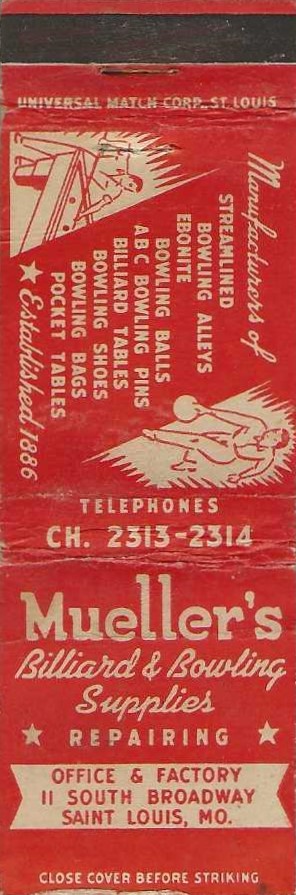 UNIVERSAL MATCH CORP., ST. LOUIS
Manufacturers of
STREAMLINED
BOWLING ALLEYS
EBONITE
BOWLING BALLS
ABC BOWLING PINS
BILLIARD TABLES
BOWLING SHOES
BOWLING BAGS
POCKET TABLES
★ Established 1886
TELEPHONES
CH. 2313-2314
Mueller's
Billiard & Bowling
Supplies
★ REPAIRING ★
OFFICE & FACTORY
11 SOUTH BROADWAY
SAINT LOUIS, MO.
CLOSE COVER BEFORE STRIKING